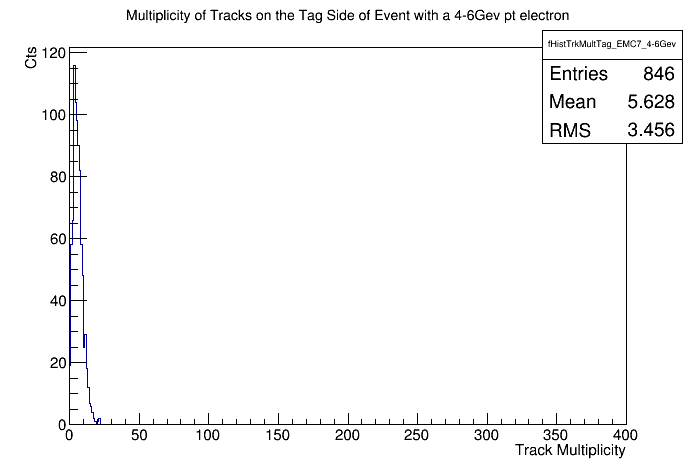 Multiplicity of Tracks on the Tag Side of Event with a 4-6Gev pt electron
fHistTrkMultTag_EMC7_4-6Gev
Entries 846
Mean 5.628
RMS 3.456
Cts
120
100
80
60
40
20
0
0 50 100 150 200 250 300 350 400
Track Multiplicity